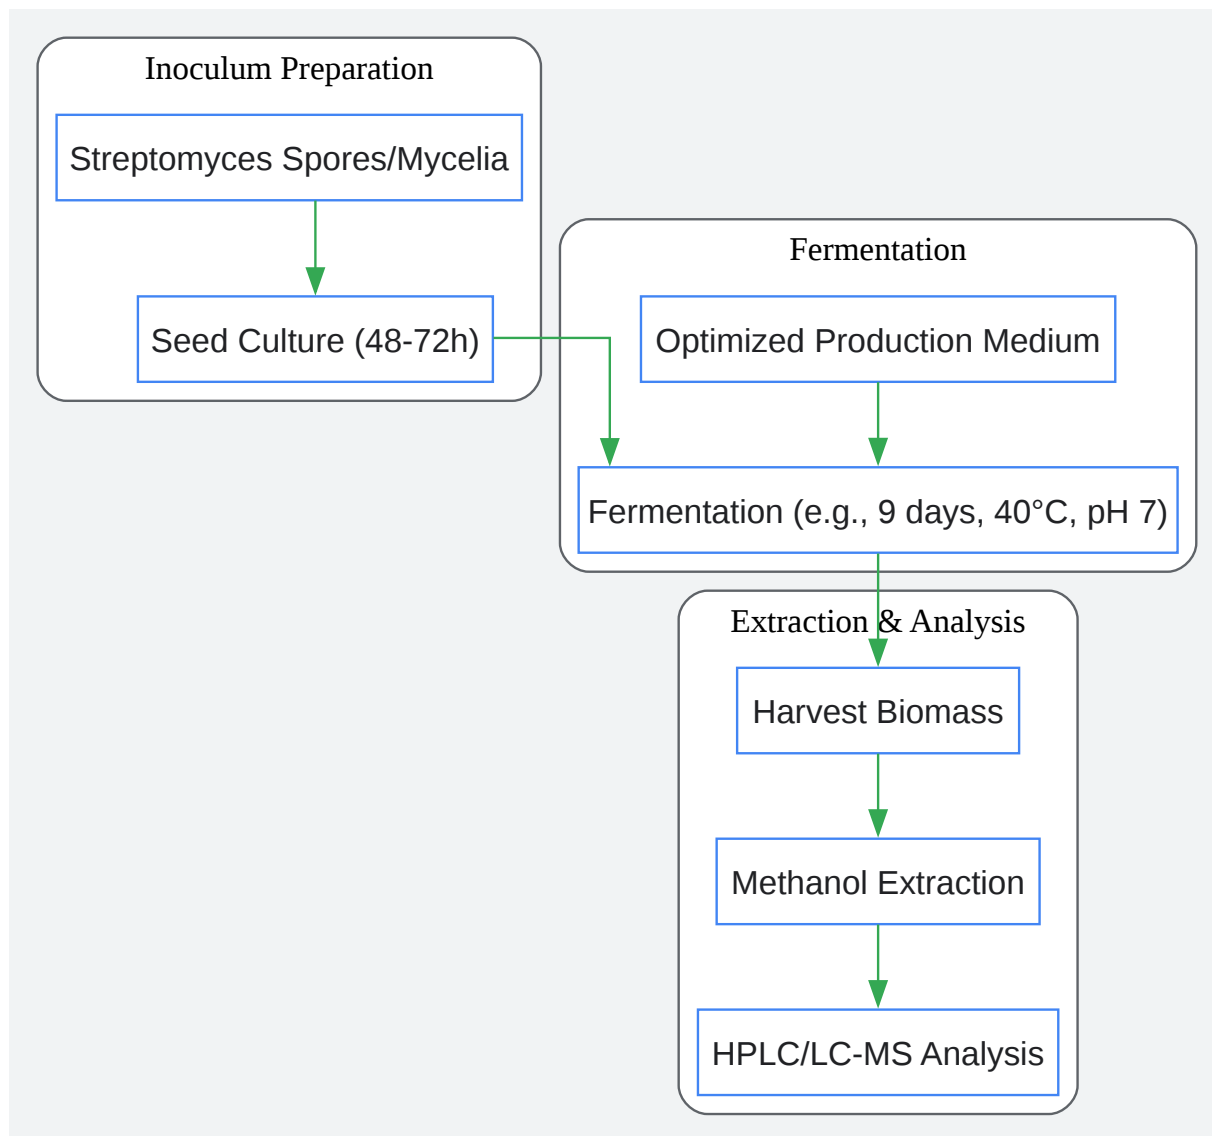 Inoculum Preparation
Streptomyces Spores/Mycelia
Seed Culture (48-72h)
Fermentation
Optimized Production Medium
Fermentation (e.g., 9 days, 40°C, pH 7)
Extraction & Analysis
Harvest Biomass
Methanol Extraction
HPLC/LC-MS Analysis